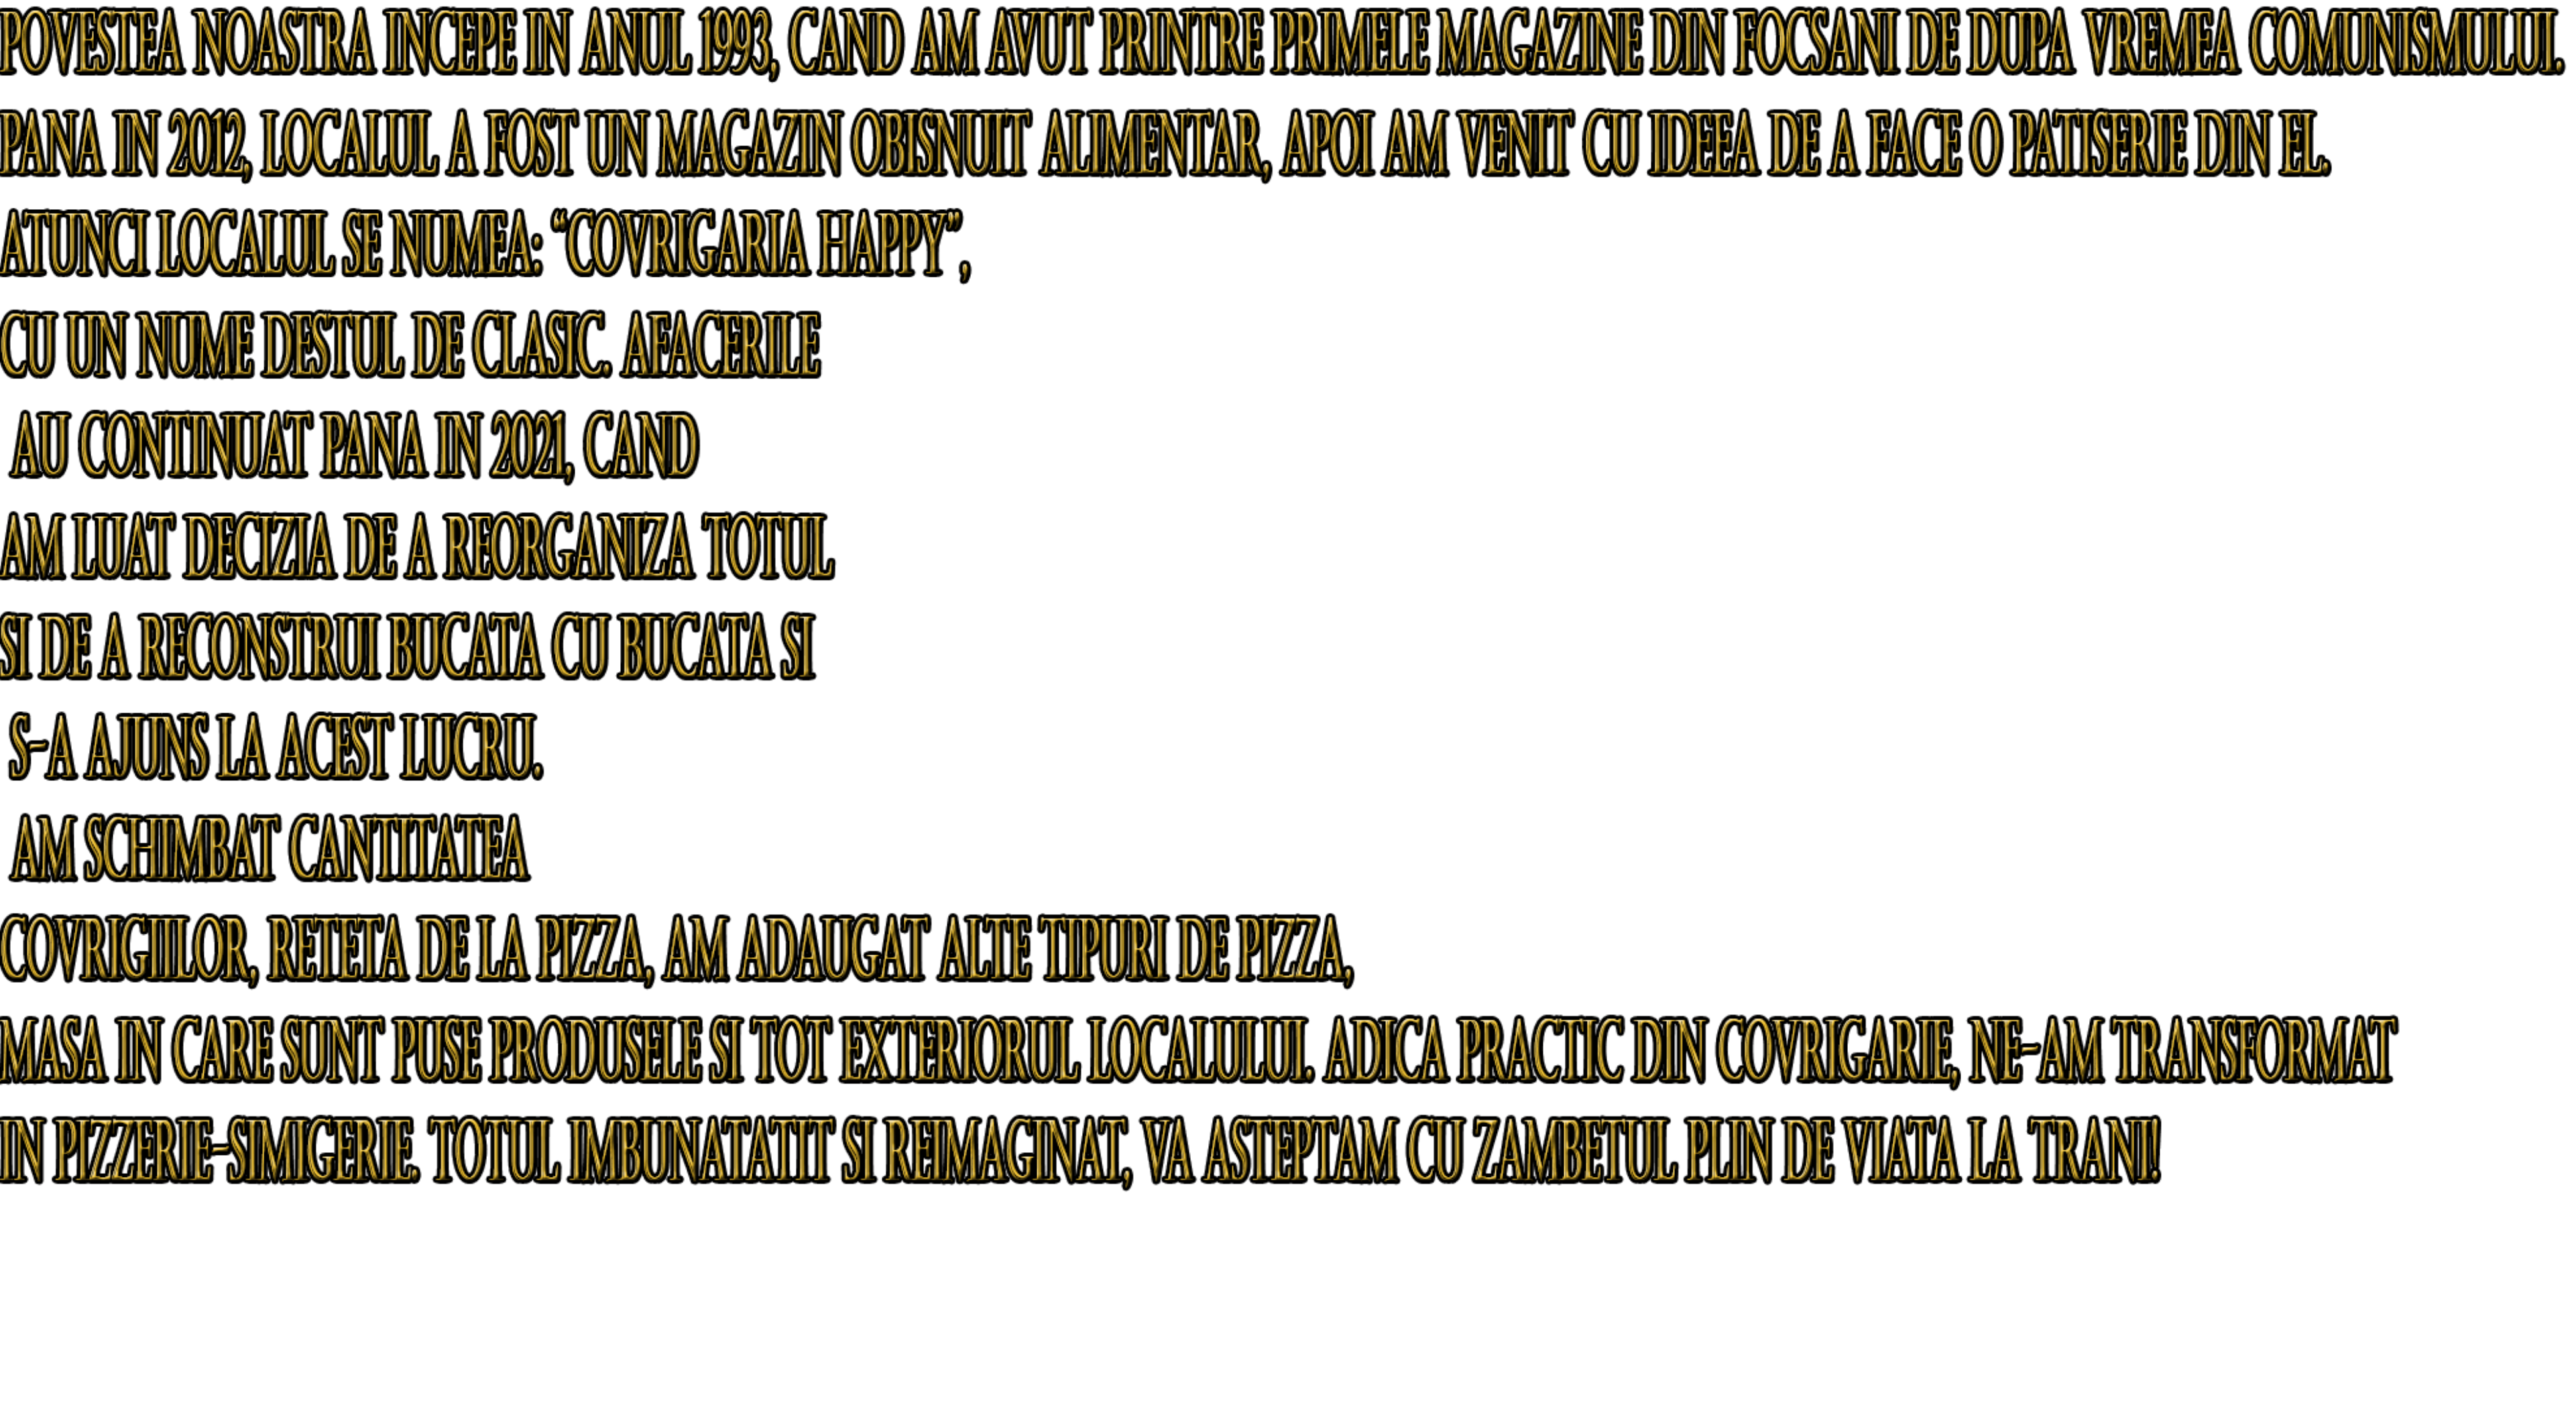 POVESTEA NOASTRA INCEPE IN ANUL 1993, CAND AM AVUT PRINTRE PRIMELE MAGAZINE DIN FOCSANI DE DUPA VREMEA COMUNISMULUI.
PANA IN 2012, LOCALUL A FOST UN MAGAZIN OBISNUIT ALIMENTAR, APOI AM VENIT CU IDEEA DE A FACE O PATISERIE DIN EL.
ATUNCI LOCALUL SE NUMEA: “COVRIGARIA HAPPY”,
CU UN NUME DESTUL DE CLASIC. AFACERILE
AU CONTINUAT PANA IN 2021, CAND
AM LUAT DECIZIA DE A REORGANIZA TOTUL
SI DE A RECONSTRUI BUCATA CU BUCATA SI
S-A AJUNS LA ACEST LUCRU.
AM SCHIMBAT CANTITATEA
COVRIGIILOR, RETETA DE LA PIZZA, AM ADAUGAT ALTE TIPURI DE PIZZA,
MASA IN CARE SUNT PUSE PRODUSELE SI TOT EXTERIORUL LOCALULUI. ADICA PRACTIC DIN COVRIGARIE, NE-AM TRANSFORMAT
IN PIZZERIE-SIMIGERIE. TOTUL IMBUNATATIT SI REIMAGINAT, VA ASTEPTAM CU ZAMBETUL PLIN DE VIATA LA TRANI!